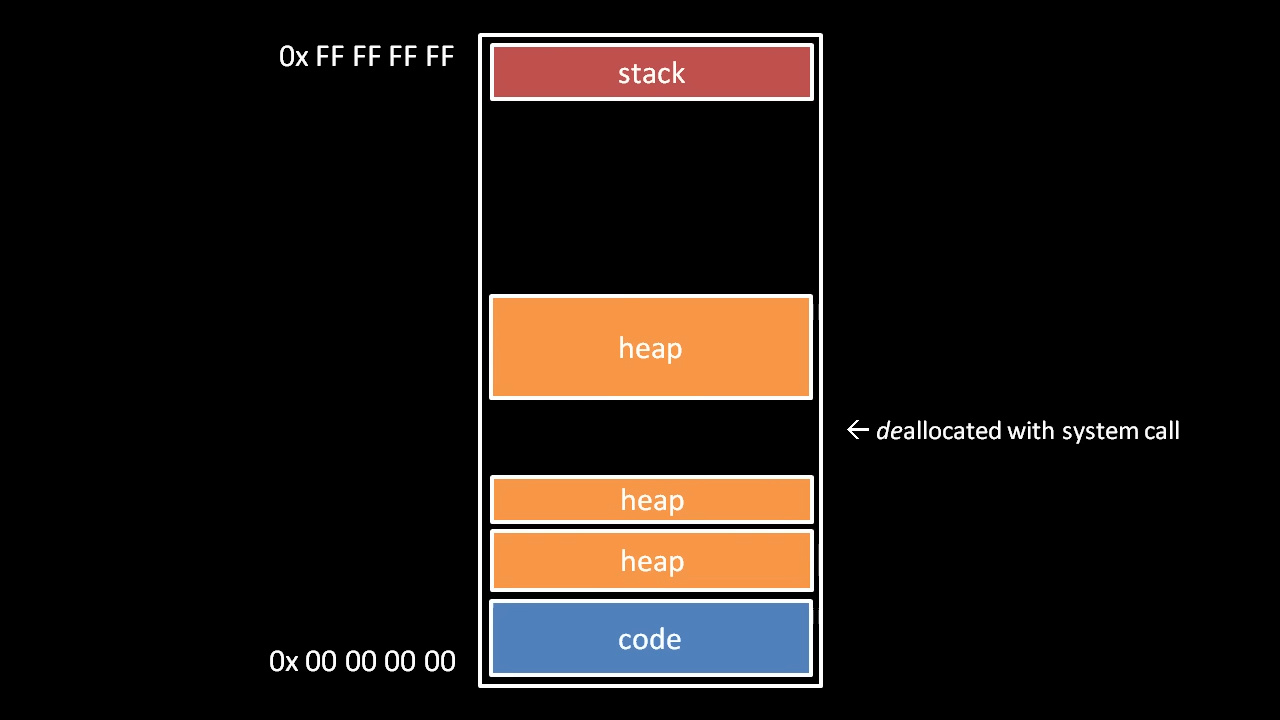 0x FF FF FF FF
stack
heap
← deallocated with system call
heap
heap
code
0x 00 00 00 00